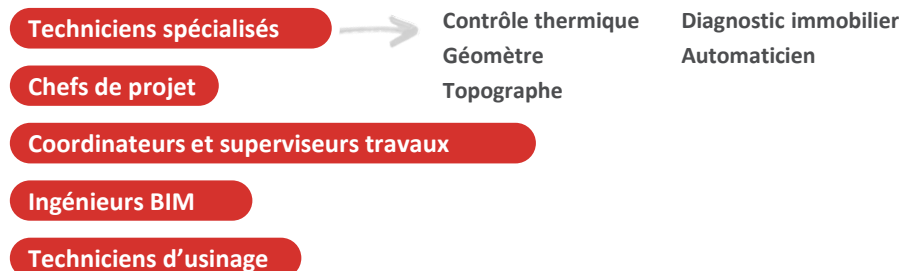 Techniciens spécialisés
Contrôle thermique
Géomètre
Topographe
Diagnostic immobilier
Automaticien
Chefs de projet
Coordinateurs et superviseurs travaux
Ingénieurs BIM
Techniciens d’usinage